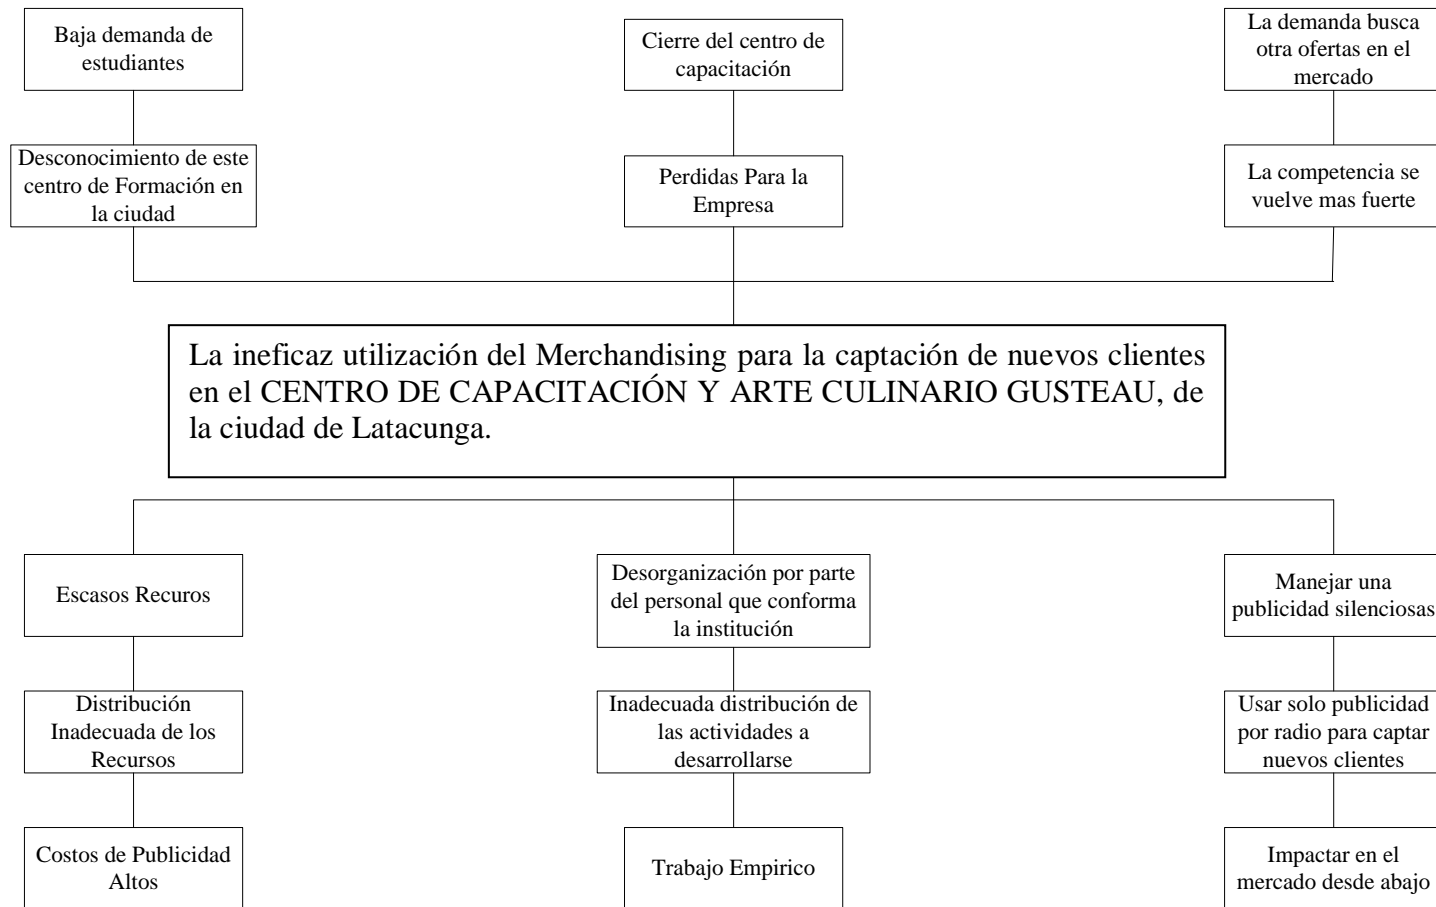 Baja demanda de
estudiantes
Cierre del centro de
capacitación
La demanda busca
otra ofertas en el
mercado
Desconocimiento de este
centro de Formación en
la ciudad
Perdidas Para la
Empresa
La competencia se
vuelve mas fuerte
La ineficaz utilización del Merchandising para la captación de nuevos clientes
en el CENTRO DE CAPACITACIÓN Y ARTE CULINARIO GUSTEAU, de
la ciudad de Latacunga.
Escasos Recuros
Desorganización por parte
del personal que conforma
la institución
Manejar una
publicidad silenciosas
Distribución
Inadecuada de los
Recursos
Inadecuada distribución de
las actividades a
desarrollarse
Usar solo publicidad
por radio para captar
nuevos clientes
Costos de Publicidad
Altos
Trabajo Empirico
Impactar en el
mercado desde abajo